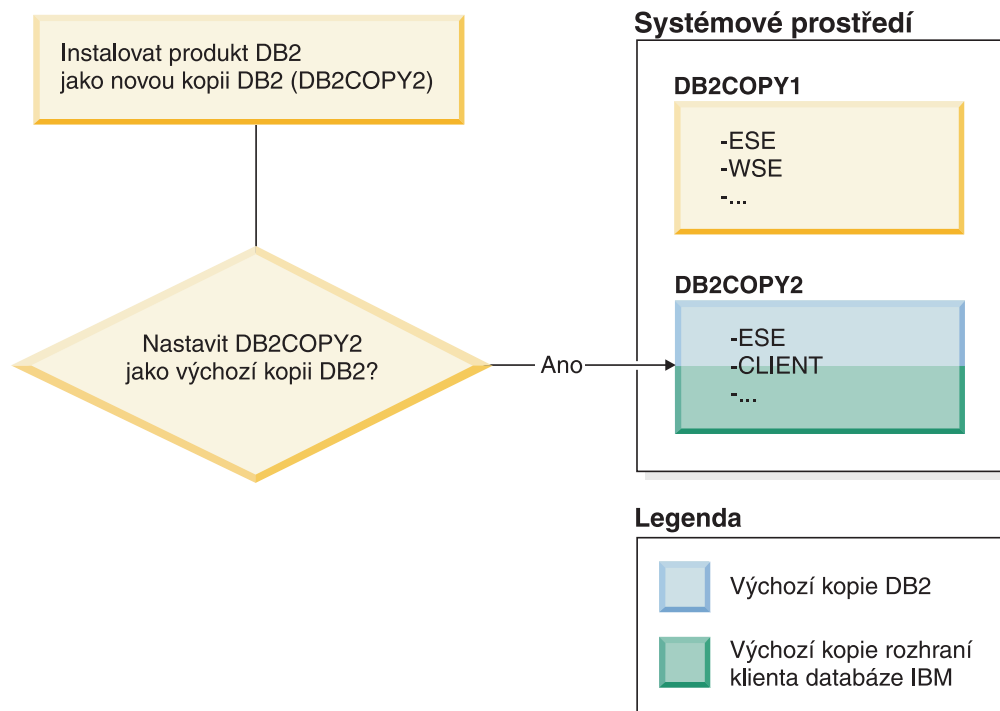 Instalovat produkt DB2
jako novou kopii DB2 (DB2COPY2)
Nastavit DB2COPY2
jako výchozí kopii DB2?
Ano
Systémové prostředí
DB2COPY1
-ESE
-WSE
-...
DB2COPY2
-ESE
-CLIENT
-...
Legenda
Výchozí kopie DB2
Výchozí kopie rozhraní
klienta databáze IBM